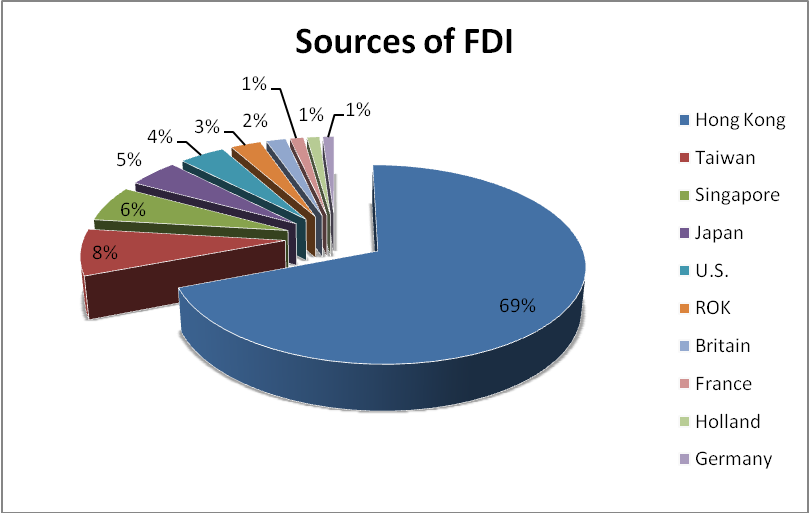 Sources of FDI
1%
1%
1%
2%
3%
4%
5%
6%
8%
69%
Hong Kong
Taiwan
Singapore
Japan
U.S.
ROK
Britain
France
Holland
Germany